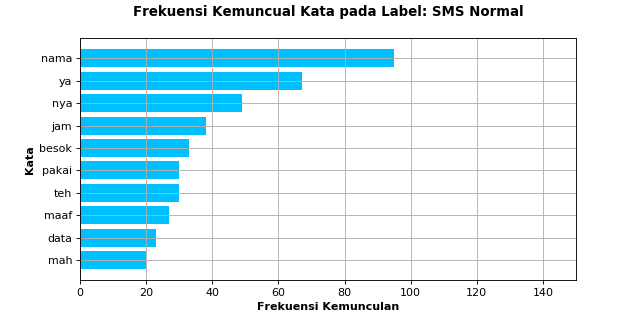 Frekuensi Kemuncual Kata pada Label: SMS Normal
nama
ya
nya
jam
besok
pakai
teh
maaf
data
mah
Kata
0 20 40 60 80 100 120 140
Frekuensi Kemunculan